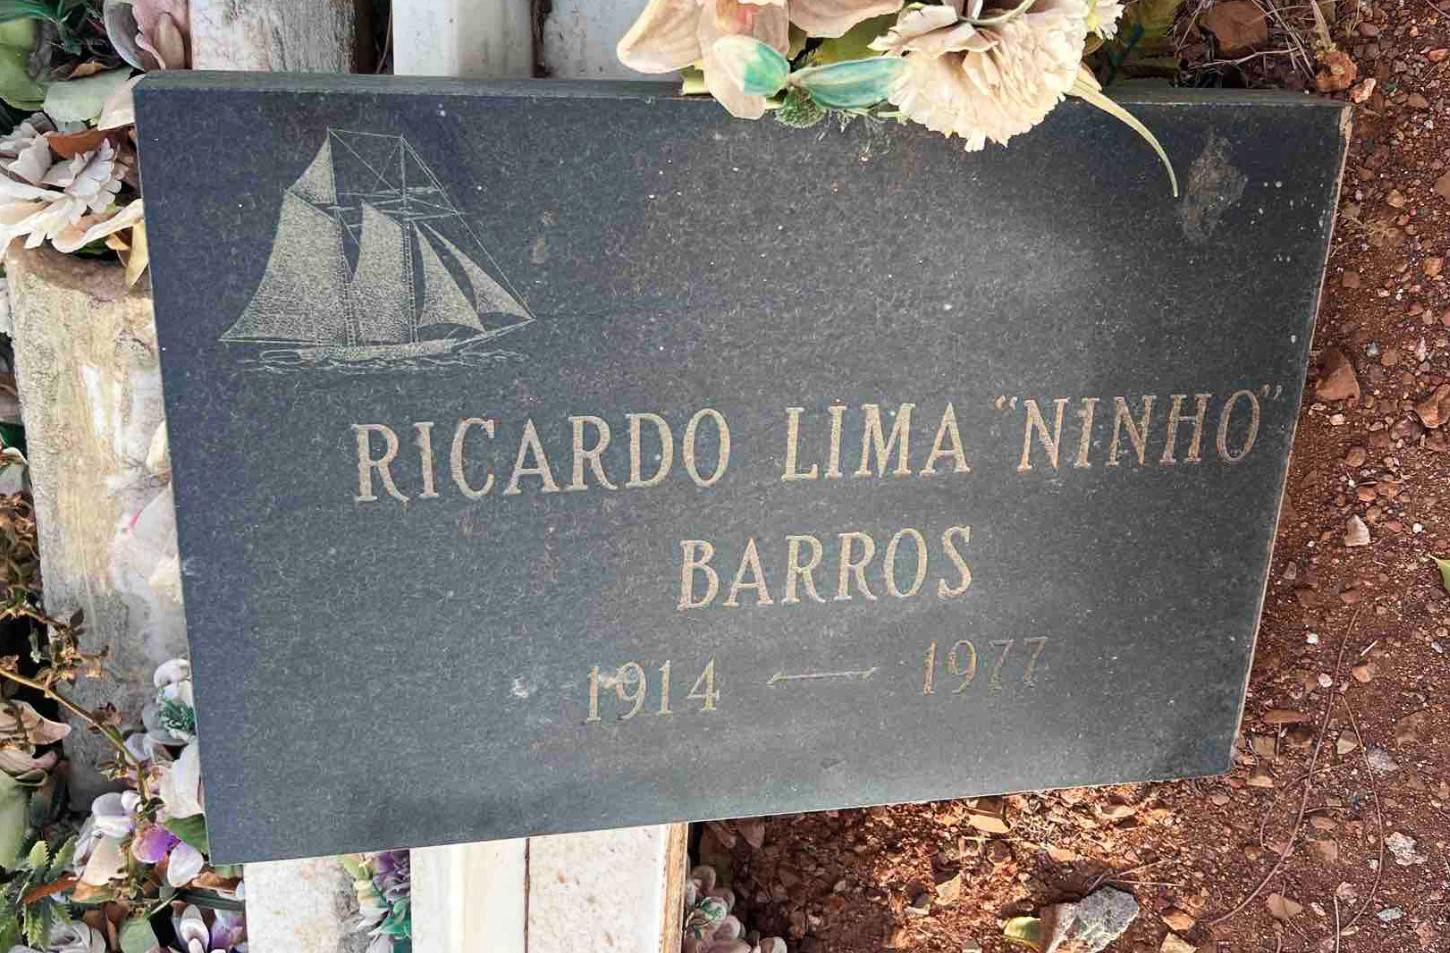 RICARDO LIMA "NINHO"
BARROS
1914 — 1977